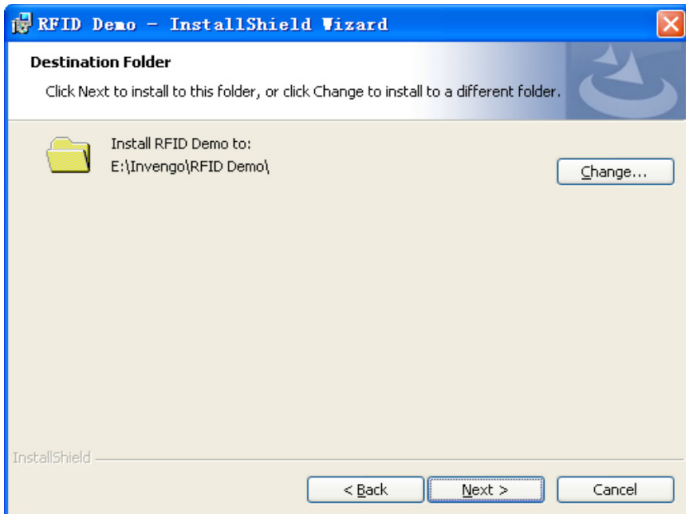 RFID Demo - InstallShield Wizard
Destination Folder
Click Next to install to this folder, or click Change to install to a different folder.
Install RFID Demo to:
E:\Invengo\RFID Demo\
Change...
InstallShield
< Back
Next >
Cancel